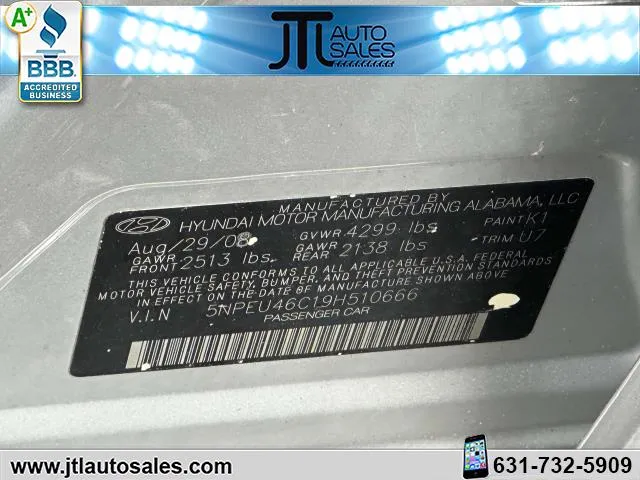 A+
BBB
ACCREDITED
BUSINESS
JTL AUTO
SALES
MANUFACTURED BY
HYUNDAI MOTOR MANUFACTURING ALABAMA, LLC
Aug/29/08 GVWR 4299 lbs PAINT K1
GAWR FRONT 2513 lbs GAWR REAR 2138 lbs TRIM U7
THIS VEHICLE CONFORMS TO ALL APPLICABLE U.S.A. FEDERAL
MOTOR VEHICLE SAFETY, BUMPER, AND THEFT PREVENTION STANDARDS
IN EFFECT ON THE DATE OF MANUFACTURE SHOWN ABOVE
V.I.N 5NPEU46C19H510666
PASSENGER CAR
www.jtlautosales.com
631-732-5909